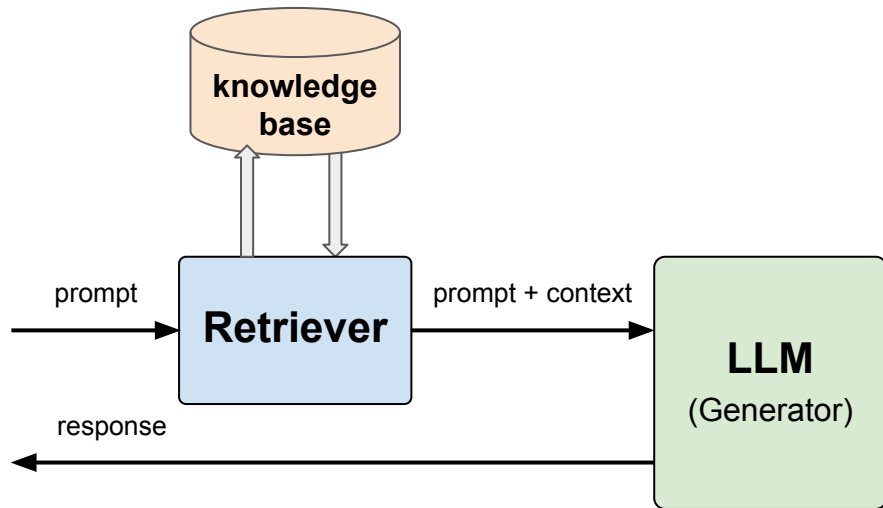 knowledge
base
prompt
Retriever
prompt + context
LLM
(Generator)
response